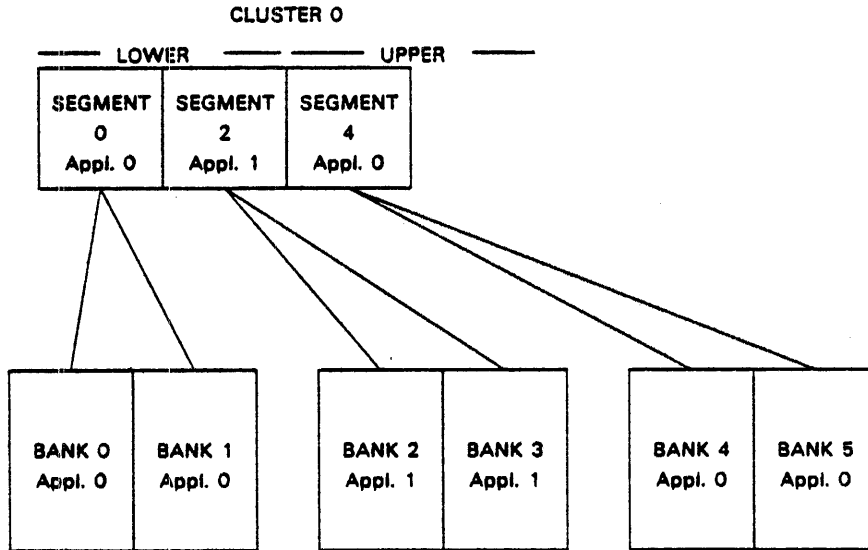 CLUSTER 0
LOWER UPPER
SEGMENT SEGMENT SEGMENT
0 2 4
Appl. 0 Appl. 1 Appl. 0
BANK 0 BANK 1 BANK 2 BANK 3 BANK 4 BANK 5
Appl. 0 Appl. 0 Appl. 1 Appl. 1 Appl. 0 Appl. 0